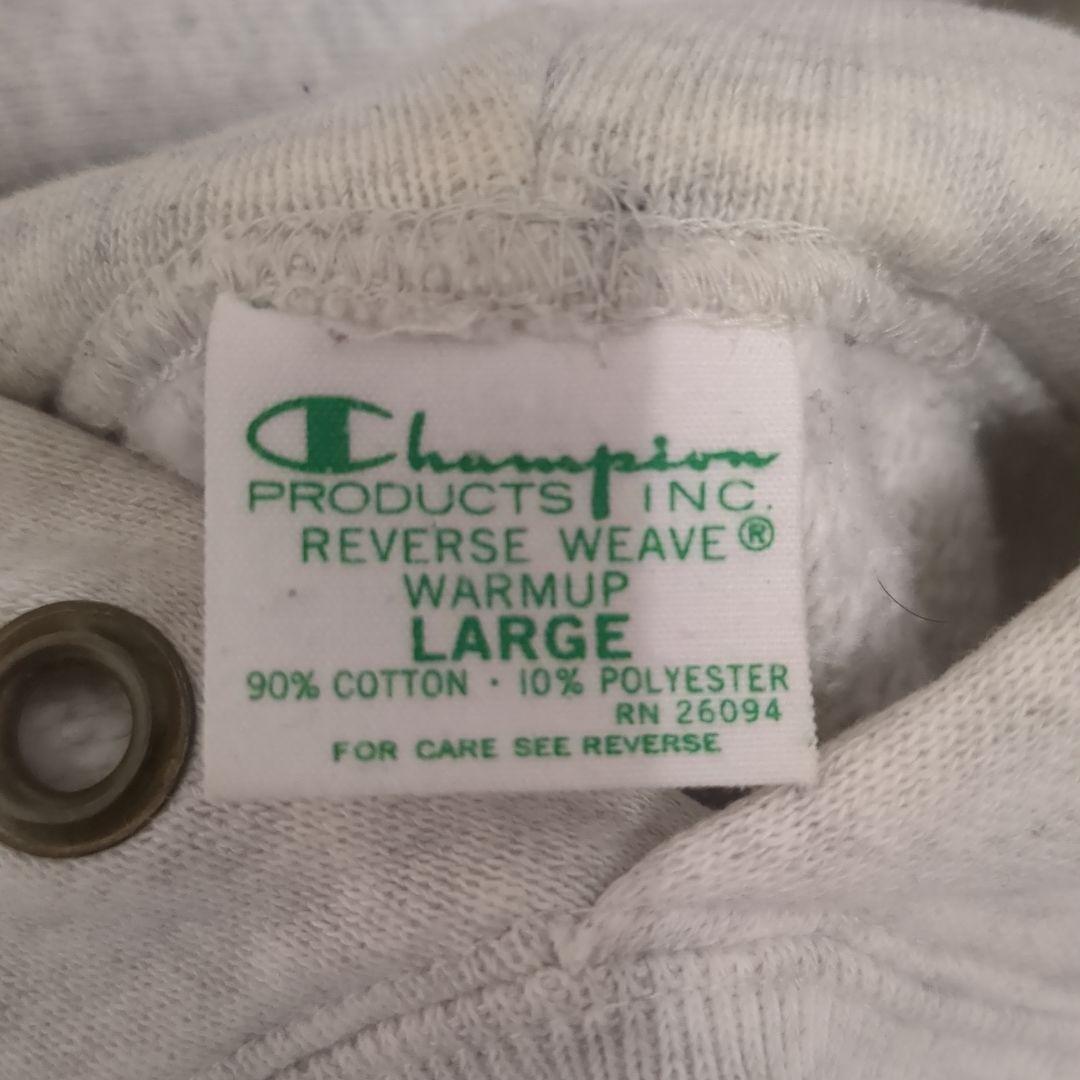 Champion
PRODUCTS INC.
REVERSE WEAVE®
WARMUP
LARGE
90% COTTON · 10% POLYESTER
RN 26094
FOR CARE SEE REVERSE